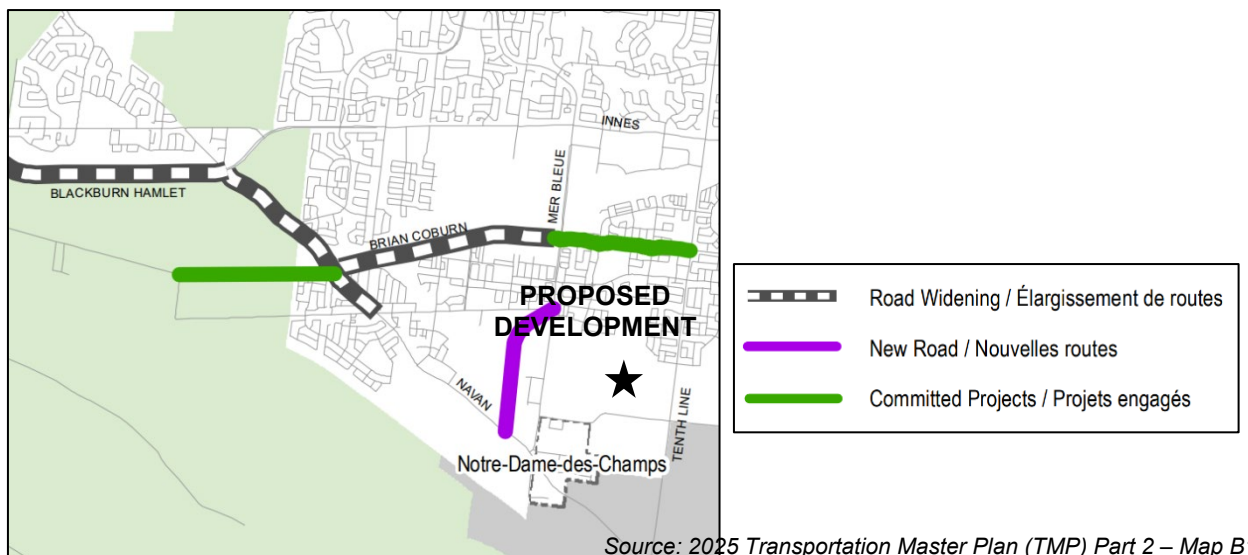 INNES
MER BLEUE
BLACKBURN HAMLET
BRIAN COBURN
PROPOSED
DEVELOPMENT
NAVAN
TENTH LINE
Notre-Dame-des-Champs
Road Widening / Élargissement de routes
New Road / Nouvelles routes
Committed Projects / Projets engagés
Source: 2025 Transportation Master Plan (TMP) Part 2 – Map B1